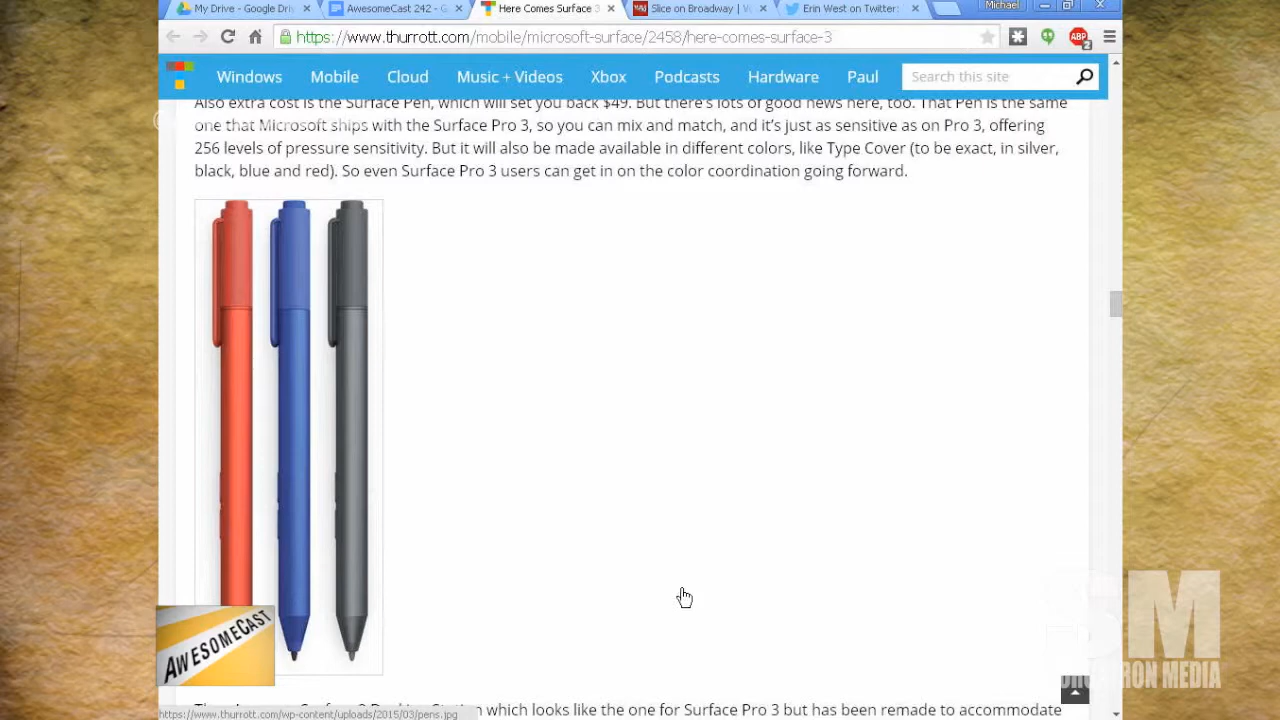 My Drive - Google Dri
AwesomeCast 242 - G
Here Comes Surface 3
Slice on Broadway | V
Erin West on Twitter:
Michael
https://www.thurrott.com/mobile/microsoft-surface/2458/here-comes-surface-3
ABP
2
Windows
Mobile
Cloud
Music + Videos
Xbox
Podcasts
Hardware
Paul
Search this site
Also extra cost is the Surface Pen, which will set you back $49. But there's lots of good news here, too. That Pen is the same
one that Microsoft ships with the Surface Pro 3, so you can mix and match, and it's just as sensitive as on Pro 3, offering
256 levels of pressure sensitivity. But it will also be made available in different colors, like Type Cover (to be exact, in silver,
black, blue and red). So even Surface Pro 3 users can get in on the color coordination going forward.
AWESOMECAST
SM
MEDIA
which looks like the one for Surface Pro 3 but has been remade to accommodate
https://www.thurrott.com/wp-content/uploads/2015/03/pens.jpg